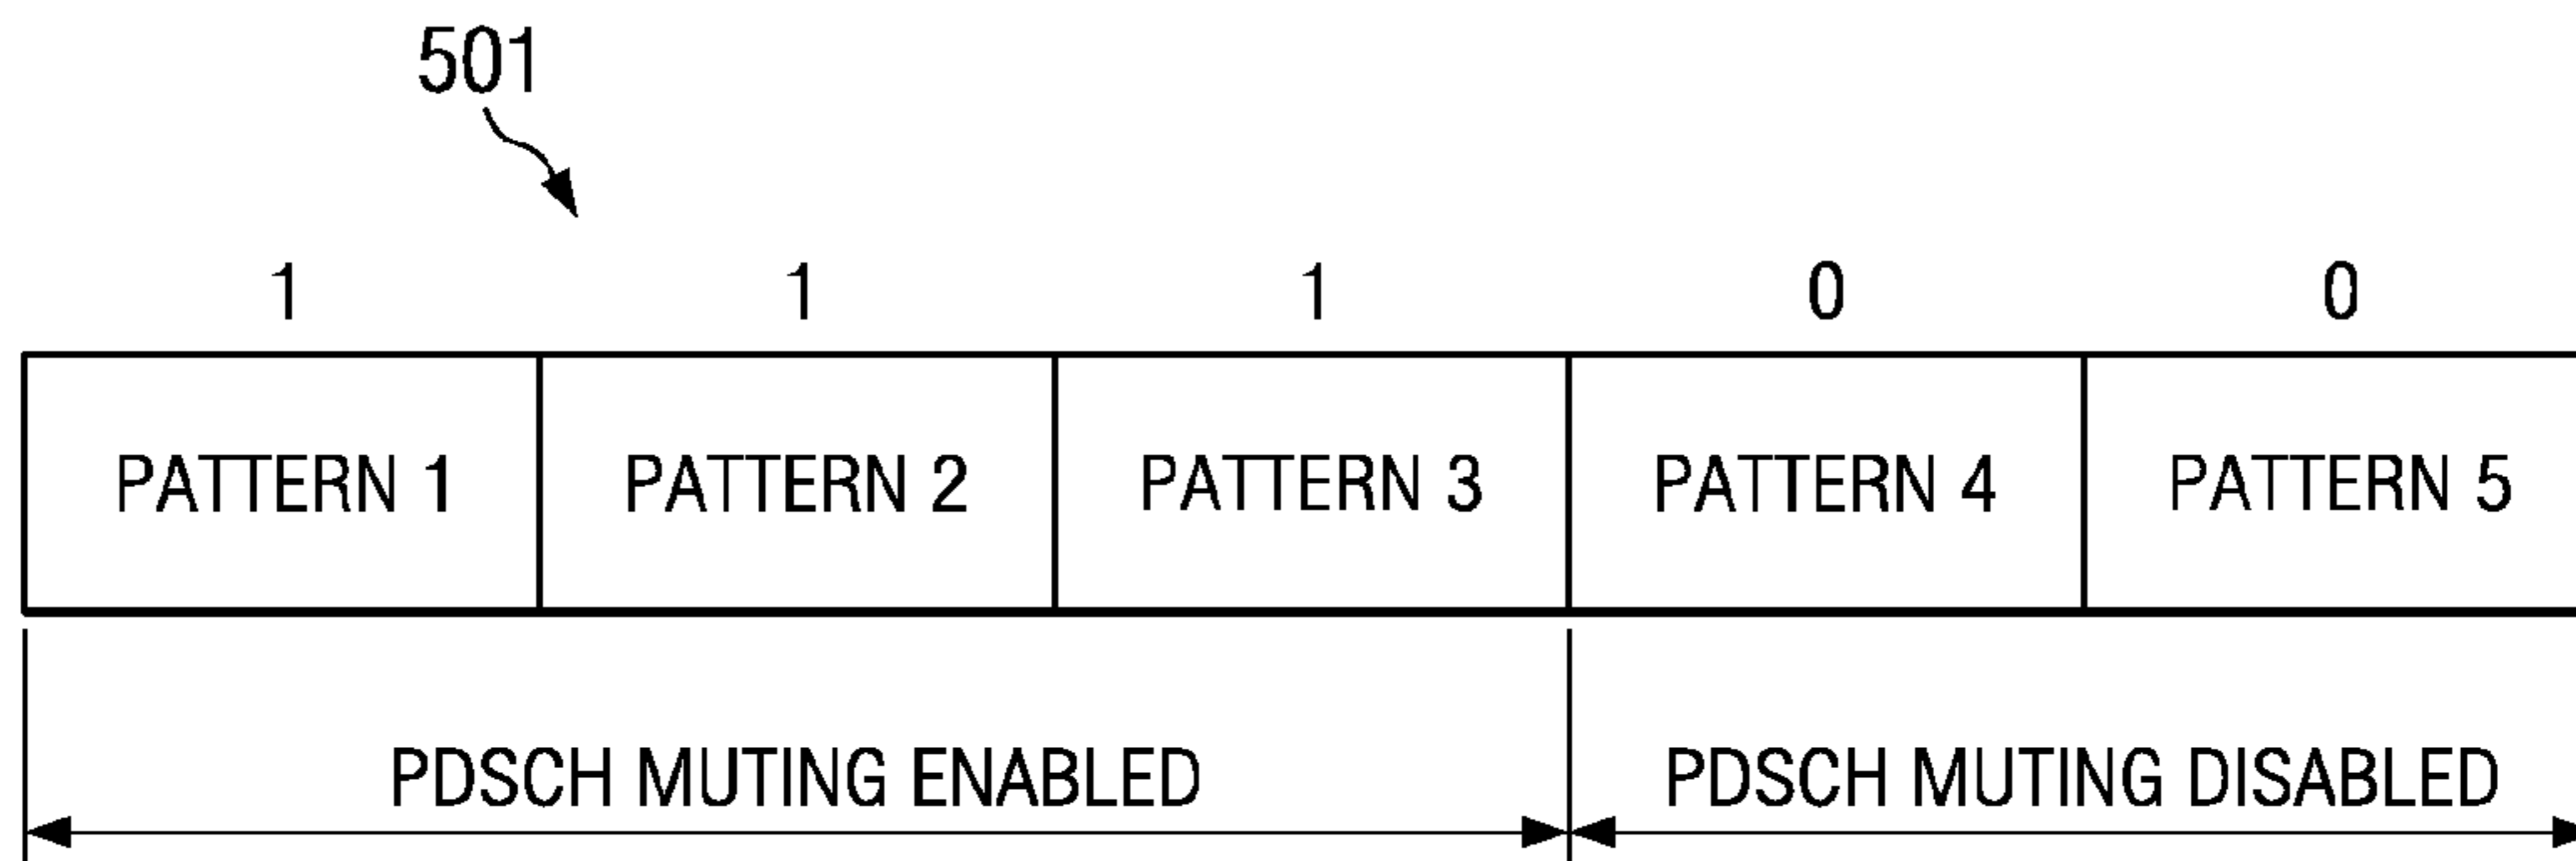 501
1 1 1 0 0
PATTERN 1 PATTERN 2 PATTERN 3 PATTERN 4 PATTERN 5
PDSCH MUTING ENABLED PDSCH MUTING DISABLED